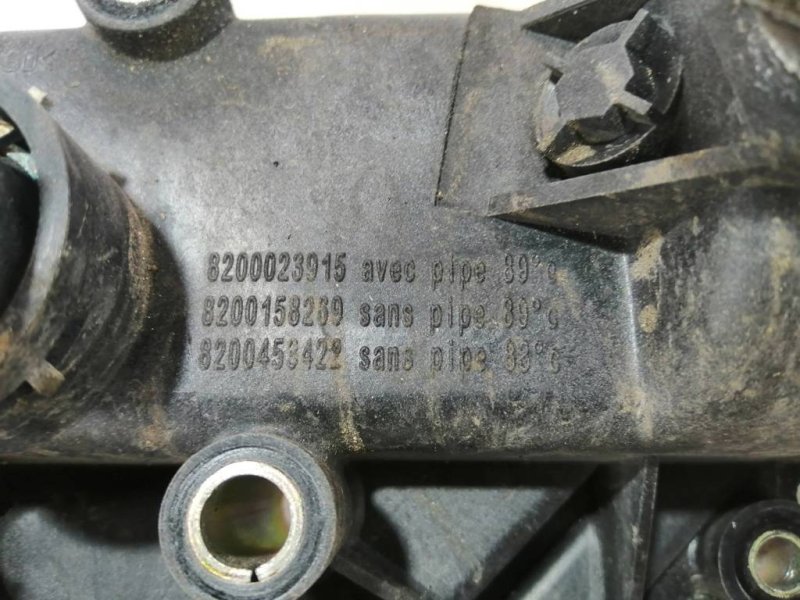 8200023915 avec pipe 89°c
8200158269 sans pipe 89°c
8200453422 sans pipe 83°c